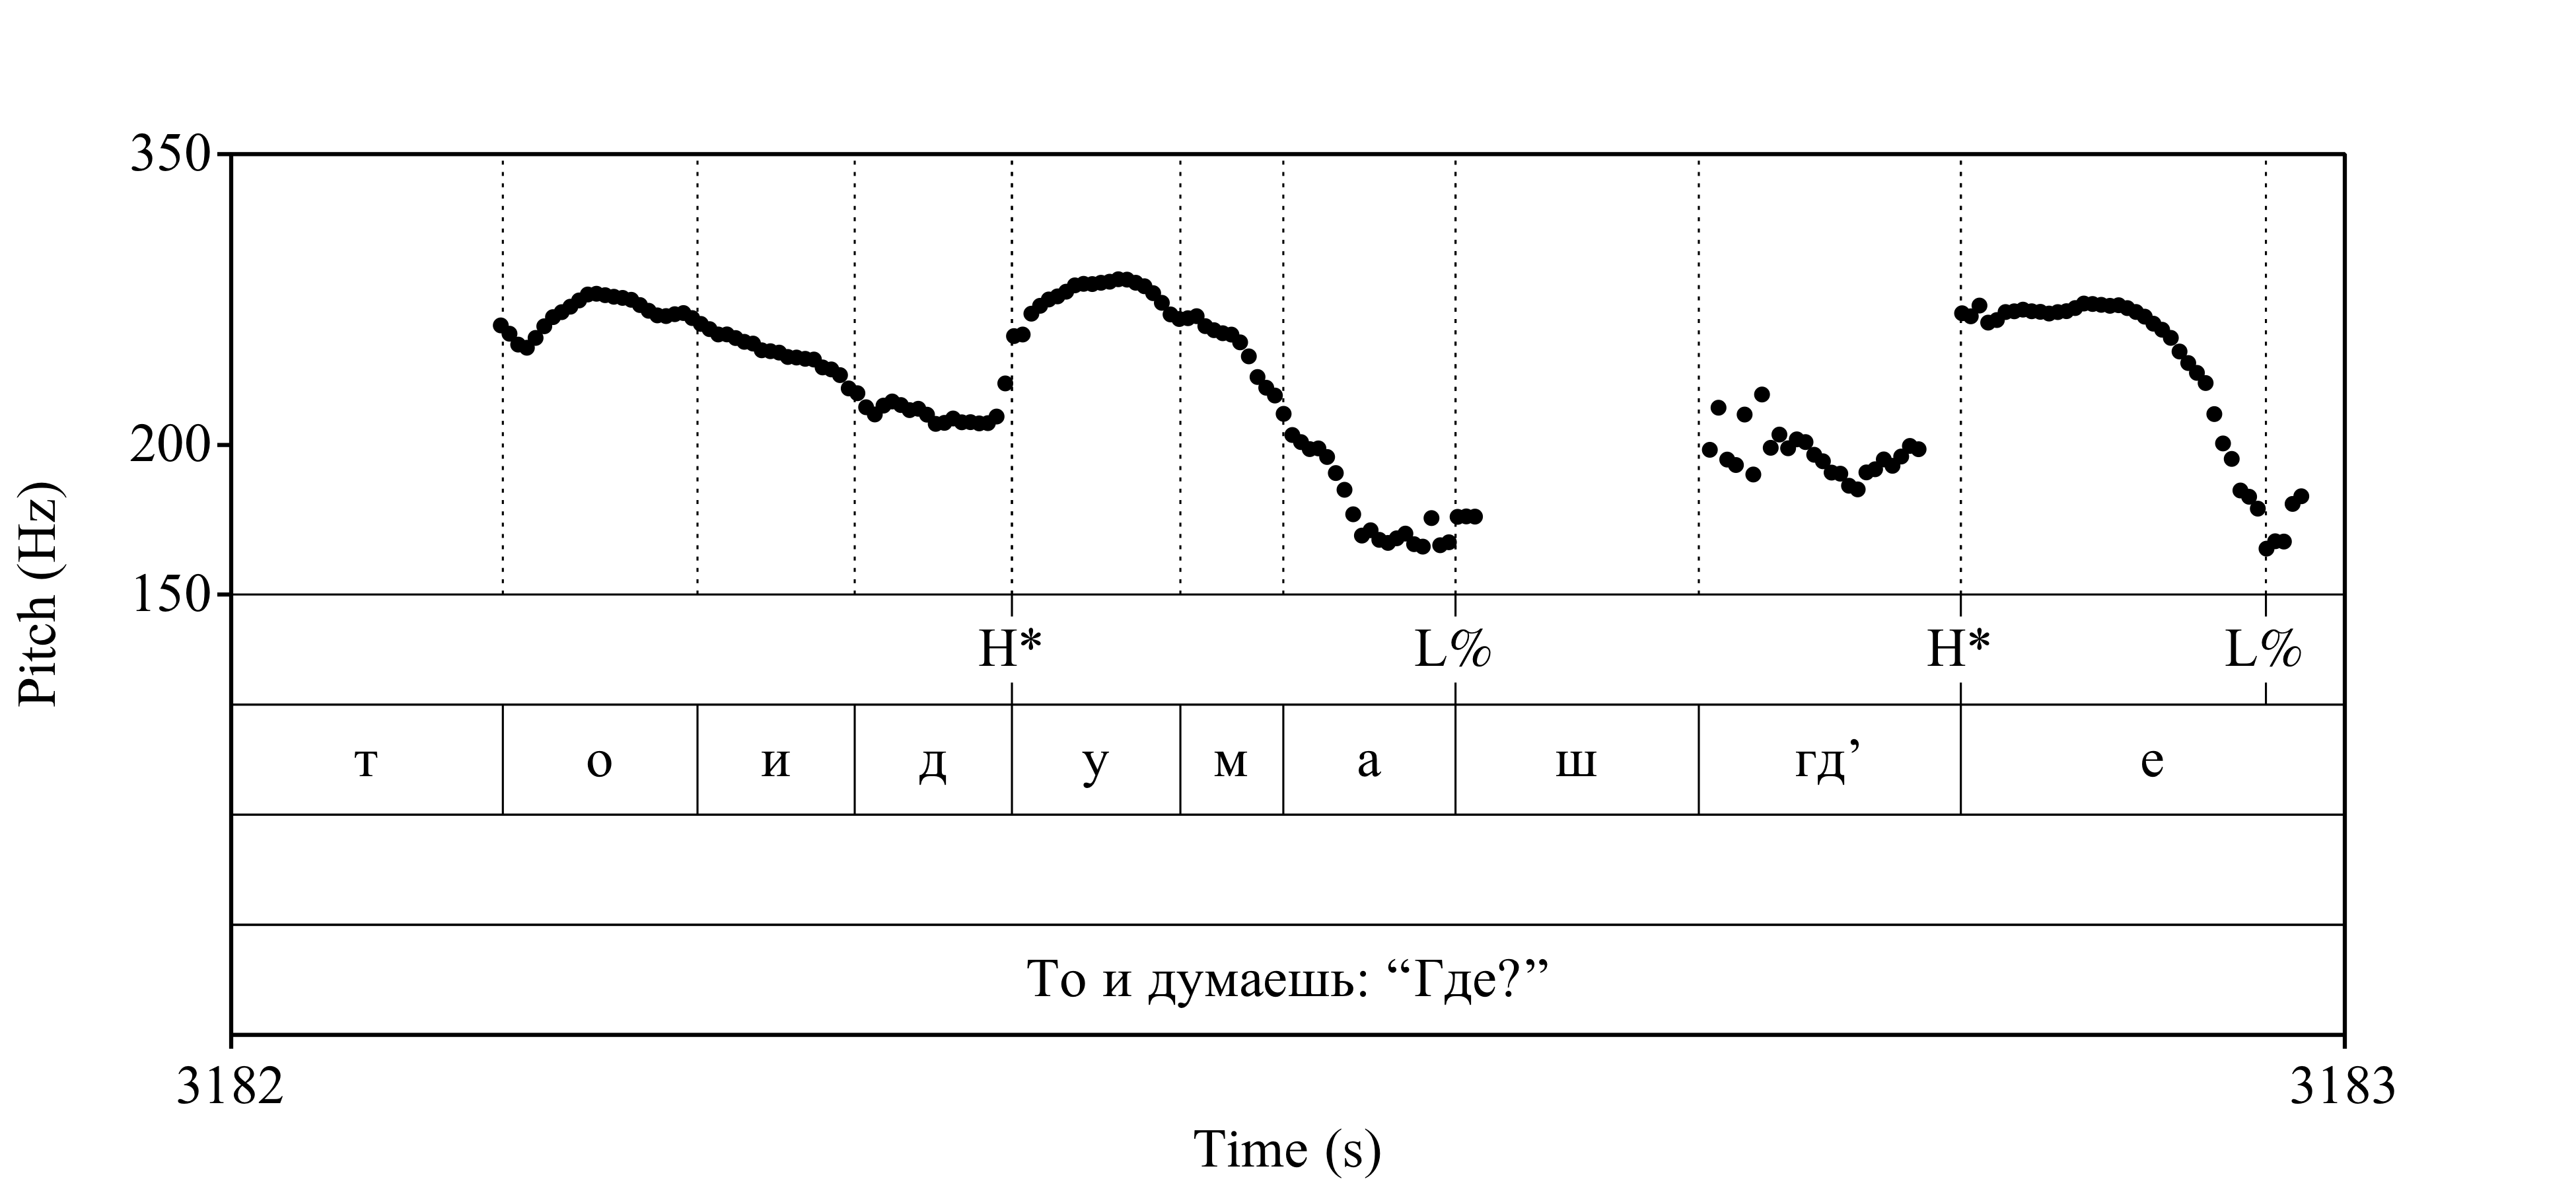 350
200
150
Pitch (Hz)
H* L% H* L%
т о и д у м а ш гд’ е
То и думаешь: “Где?”
3182 3183
Time (s)